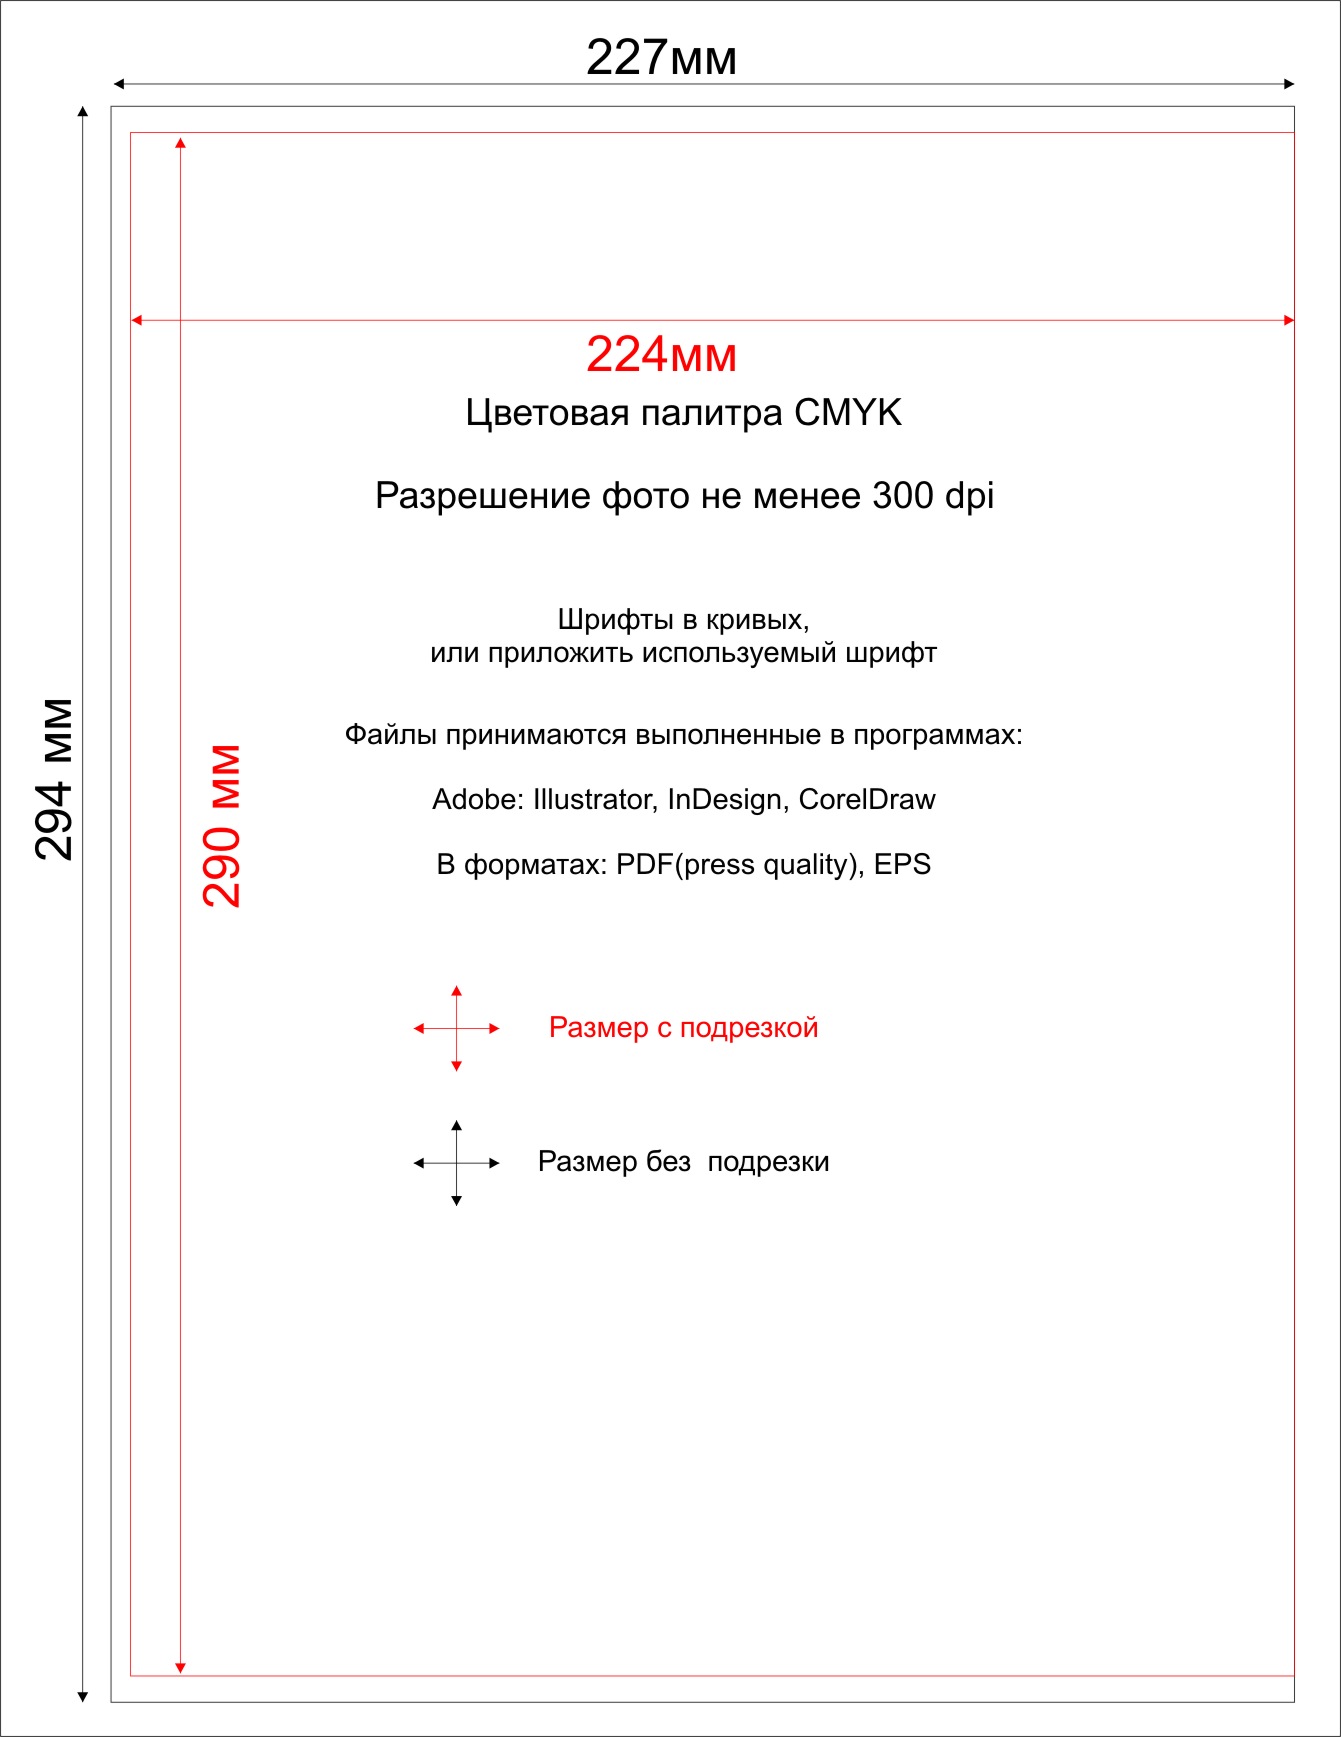 227мм
224мм
Цветовая палитра CMYK
Разрешение фото не менее 300 dpi
Шрифты в кривых,
или приложить используемый шрифт
294 мм
290 мм
Файлы принимаются выполненные в программах:
Adobe: Illustrator, InDesign, CorelDraw
В форматах: PDF(press quality), EPS
Размер с подрезкой
Размер без  подрезки